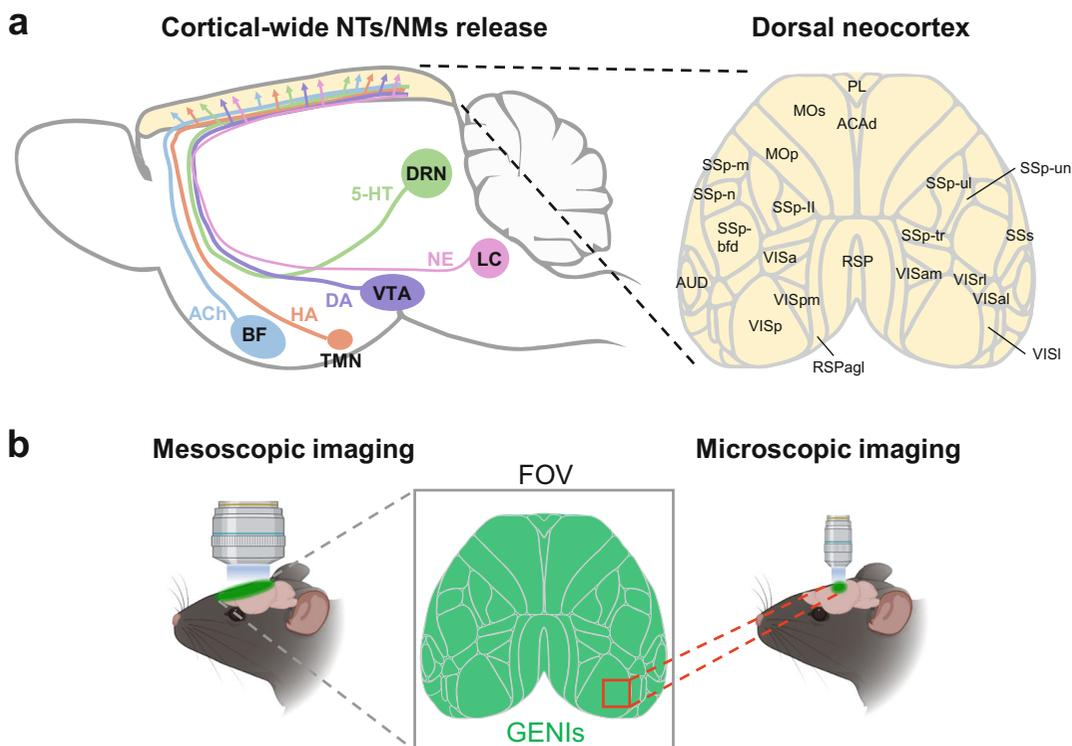 a
Cortical-wide NTs/NMs release
Dorsal neocortex
PL
MOs
ACAd
MOp
SSp-m
SSp-un
SSp-ul
SSp-n
SSp-II
SSp-
bfd
SSp-tr
SSs
VISa
RSP
VISam
VISrl
AUD
VISal
VISpm
VISp
VISl
RSPagl
DRN
5-HT
NE
LC
DA
VTA
ACh
HA
BF
TMN
b
Mesoscopic imaging
Microscopic imaging
FOV
GENIs